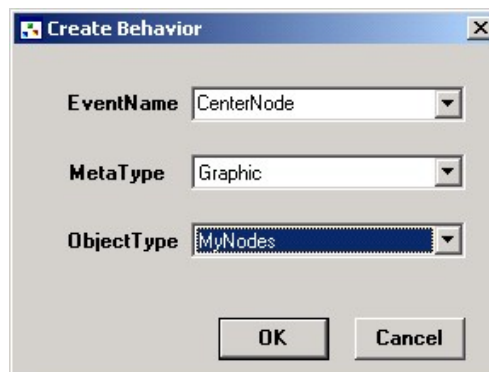 Create Behavior
EventName CenterNode
MetaType Graphic
ObjectType MyNodes
OK Cancel